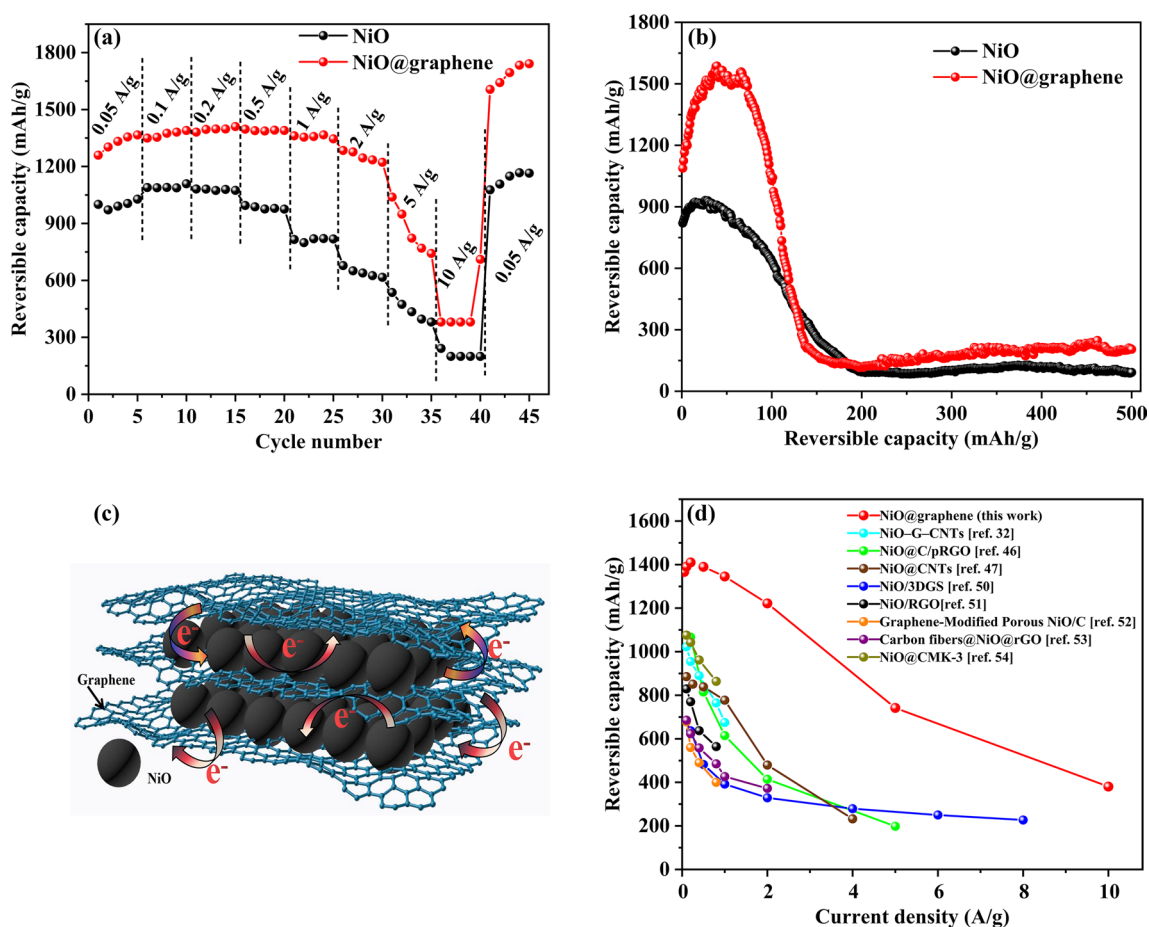 (a)
NiO
NiO@graphene
0.05 A/g
0.1 A/g
0.2 A/g
0.5 A/g
1 A/g
2 A/g
5 A/g
10 A/g
0.05 A/g
Reversible capacity (mAh/g)
0
300
600
900
1200
1500
1800
0 5 10 15 20 25 30 35 40 45
Cycle number
(b)
NiO
NiO@graphene
Reversible capacity (mAh/g)
0
300
600
900
1200
1500
1800
0 100 200 300 400 500
Reversible capacity (mAh/g)
(c)
e-
e-
e-
e-
e-
e-
Graphene
NiO
(d)
NiO@graphene (this work)
NiO–G–CNTs [ref. 32]
NiO@C/pRGO [ref. 46]
NiO@CNTs [ref. 47]
NiO/3DGS [ref. 50]
NiO/RGO[ref. 51]
Graphene-Modified Porous NiO/C [ref. 52]
Carbon fibers@NiO@rGO [ref. 53]
NiO@CMK-3 [ref. 54]
Reversible capacity (mAh/g)
0
200
400
600
800
1000
1200
1400
1600
0 2 4 6 8 10
Current density (A/g)